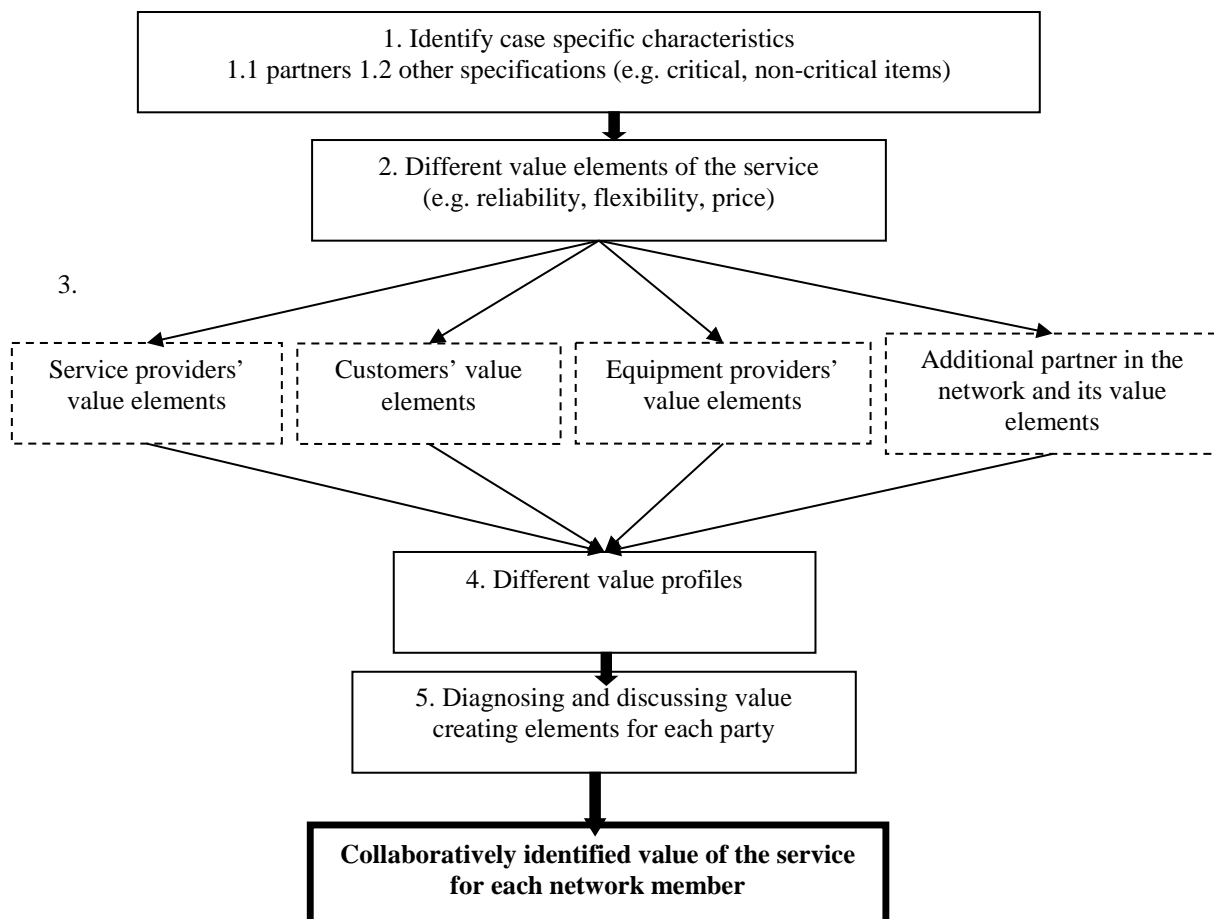 1. Identify case specific characteristics
1.1 partners 1.2 other specifications (e.g. critical, non-critical items)
2. Different value elements of the service
(e.g. reliability, flexibility, price)
3.
Service providers’
value elements
Customers’ value
elements
Equipment providers’
value elements
Additional partner in the
network and its value
elements
4. Different value profiles
5. Diagnosing and discussing value
creating elements for each party
Collaboratively identified value of the service
for each network member